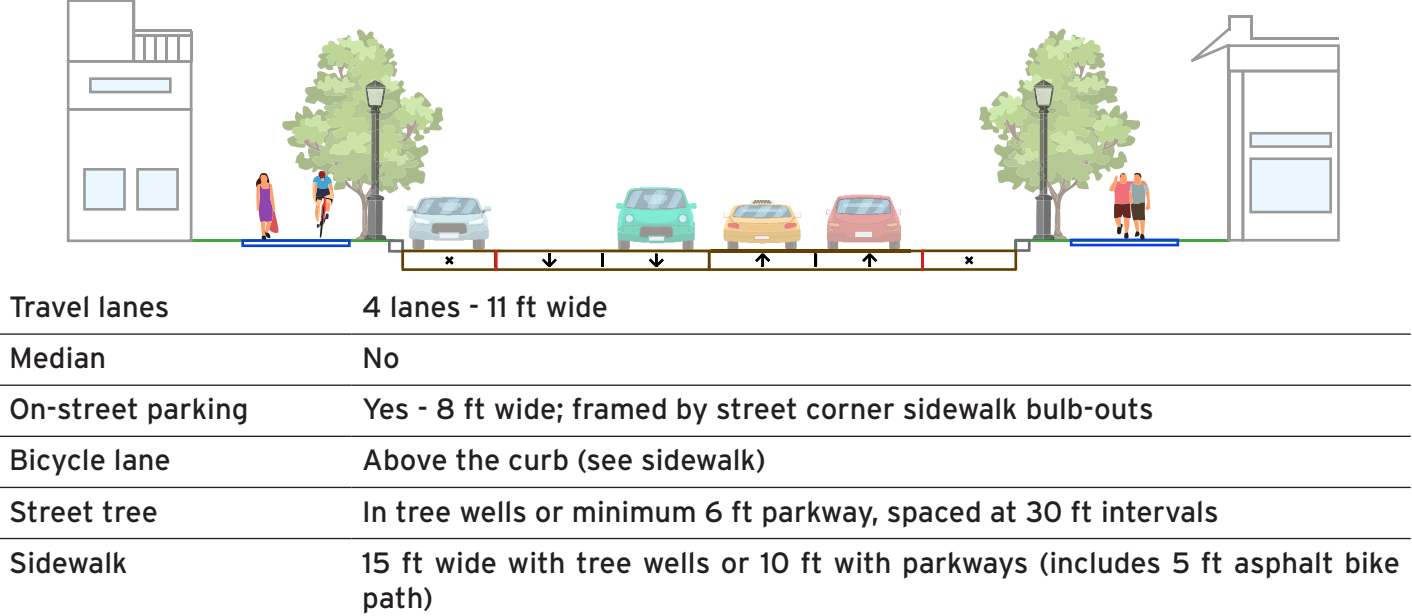 Travel lanes 4 lanes - 11 ft wide
Median No
On-street parking Yes - 8 ft wide; framed by street corner sidewalk bulb-outs
Bicycle lane Above the curb (see sidewalk)
Street tree In tree wells or minimum 6 ft parkway, spaced at 30 ft intervals
Sidewalk 15 ft wide with tree wells or 10 ft with parkways (includes 5 ft asphalt bike
path)